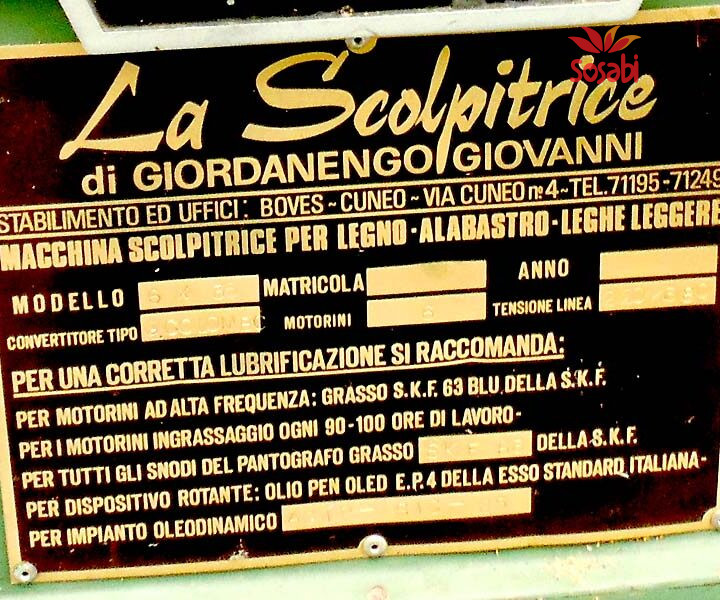 Sosabi
La Scolpitrice
di GIORDANENGO GIOVANNI
STABILIMENTO ED UFFICI: BOVES - CUNEO - VIA CUNEO n° 4 - TEL. 71195 - 71249
MACCHINA SCOLPITRICE PER LEGNO - ALABASTRO - LEGHE LEGGERE
MODELLO MATRICOLA ANNO
CONVERTITORE TIPO MOTORINI 6 TENSIONE LINEA
PER UNA CORRETTA LUBRIFICAZIONE SI RACCOMANDA:
PER MOTORINI AD ALTA FREQUENZA: GRASSO S.K.F. 63 BLU DELLA S.K.F.
PER I MOTORINI INGRASSAGGIO OGNI 90-100 ORE DI LAVORO -
PER TUTTI GLI SNODI DEL PANTOGRAFO GRASSO DELLA S.K.F.
PER DISPOSITIVO ROTANTE: OLIO PEN OLED E.P.4 DELLA ESSO STANDARD ITALIANA -
PER IMPIANTO OLEODINAMICO